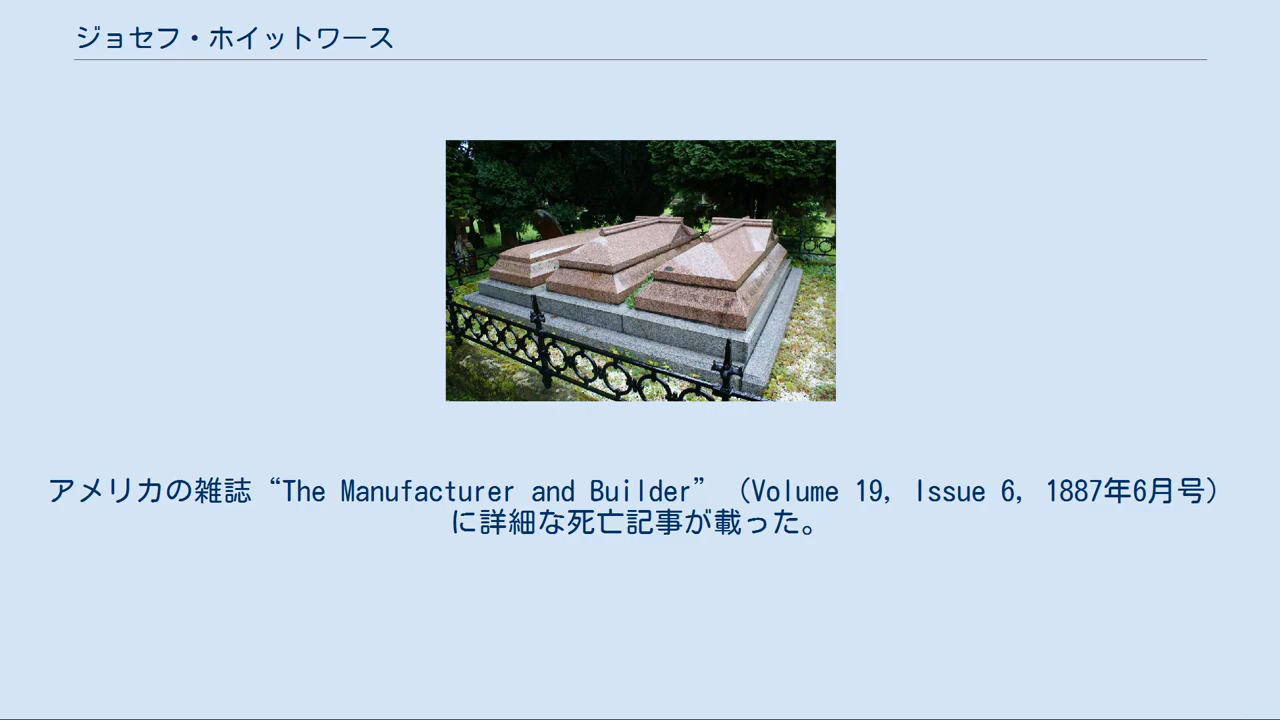 ジョセフ・ホイットワース
アメリカの雑誌“The Manufacturer and Builder”（Volume 19, Issue 6, 1887年6月号）
に詳細な死亡記事が載った。